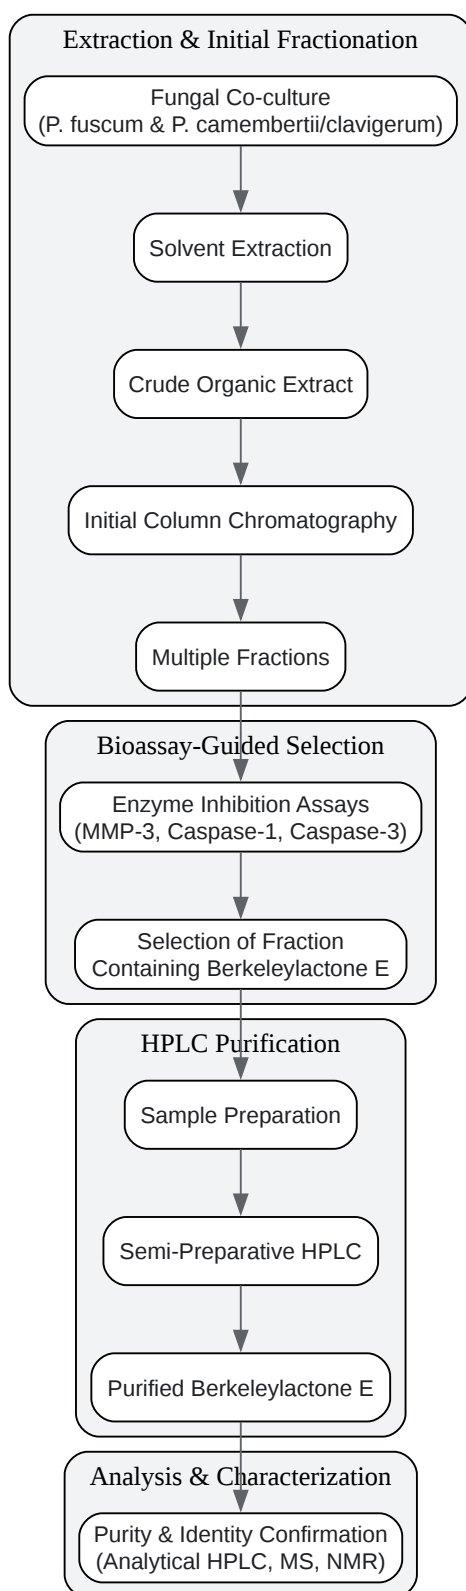 Extraction & Initial Fractionation
Fungal Co-culture
(P. fuscum & P. camembertii/clavigerum)
Solvent Extraction
Crude Organic Extract
Initial Column Chromatography
Multiple Fractions
Bioassay-Guided Selection
Enzyme Inhibition Assays
(MMP-3, Caspase-1, Caspase-3)
Selection of Fraction
Containing Berkeleylactone E
HPLC Purification
Sample Preparation
Semi-Preparative HPLC
Purified Berkeleylactone E
Analysis & Characterization
Purity & Identity Confirmation
(Analytical HPLC, MS, NMR)